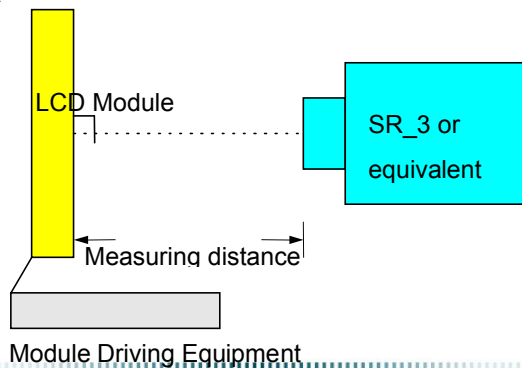 LCD Module
SR_3 or
equivalent
Measuring distance
Module Driving Equipment